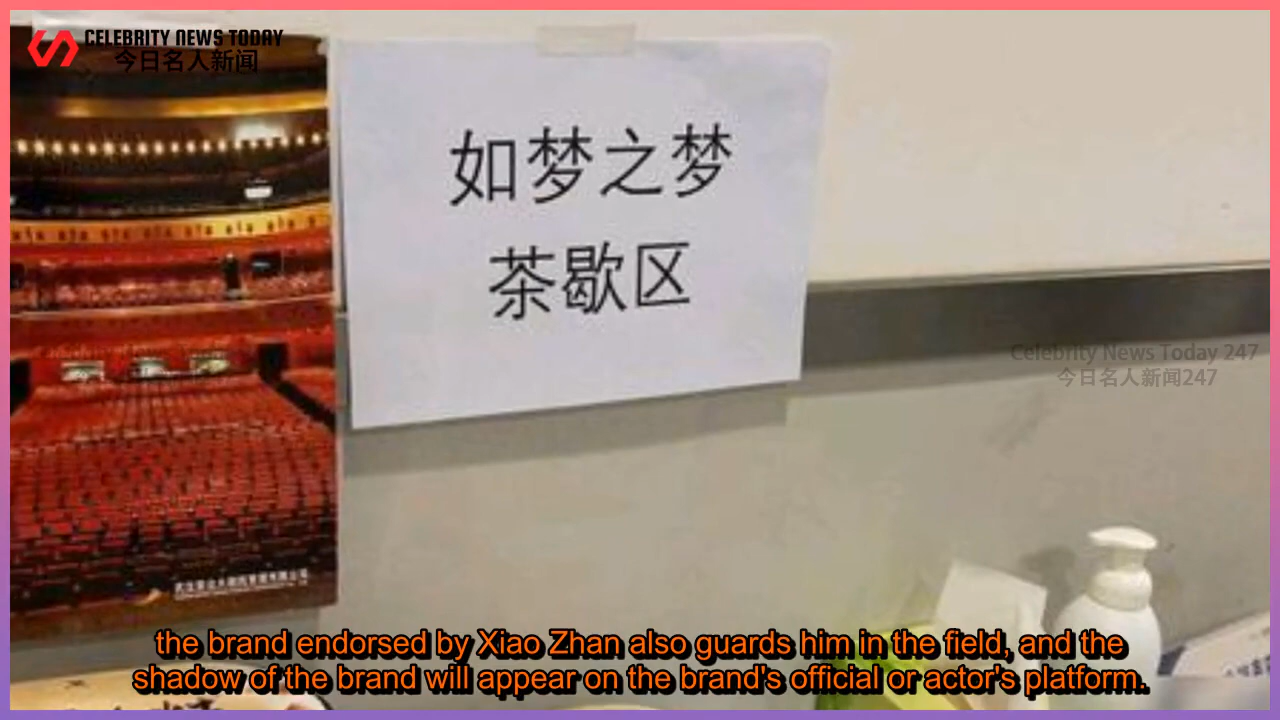 CELEBRITY NEWS TODAY
今日名人新闻
如梦之梦
茶歇区
Celebrity News Today 247
今日名人新闻247
the brand endorsed by Xiao Zhan also guards him in the field, and the
shadow of the brand will appear on the brand's official or actor's platform.